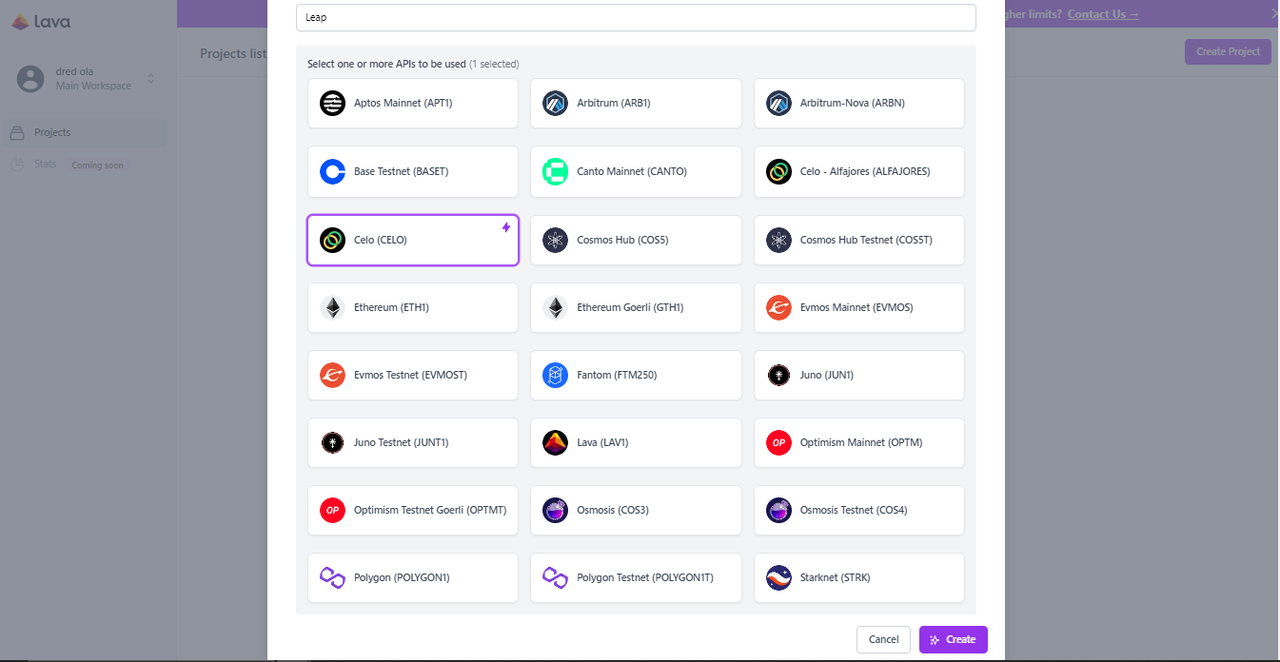 lava
gher limits? Contact Us →
Leap
Projects list
Create Project
dred ola
Main Workspace
Projects
Stats Coming soon
Select one or more APIs to be used (1 selected)
Aptos Mainnet (APT1)
Arbitrum (ARB1)
Arbitrum-Nova (ARBN)
Base Testnet (BASET)
Canto Mainnet (CANTO)
Celo - Alfajores (ALFAJORES)
Celo (CELO)
Cosmos Hub (COS5)
Cosmos Hub Testnet (COS5T)
Ethereum (ETH1)
Ethereum Goerli (GTH1)
Evmos Mainnet (EVMOS)
Evmos Testnet (EVMOST)
Fantom (FTM250)
Juno (JUN1)
Juno Testnet (JUNT1)
Lava (LAV1)
OP Optimism Mainnet (OPTM)
OP Optimism Testnet Goerli (OPTMT)
Osmosis (COS3)
Osmosis Testnet (COS4)
Polygon (POLYGON1)
Polygon Testnet (POLYGON1T)
Starknet (STRK)
Cancel
Create